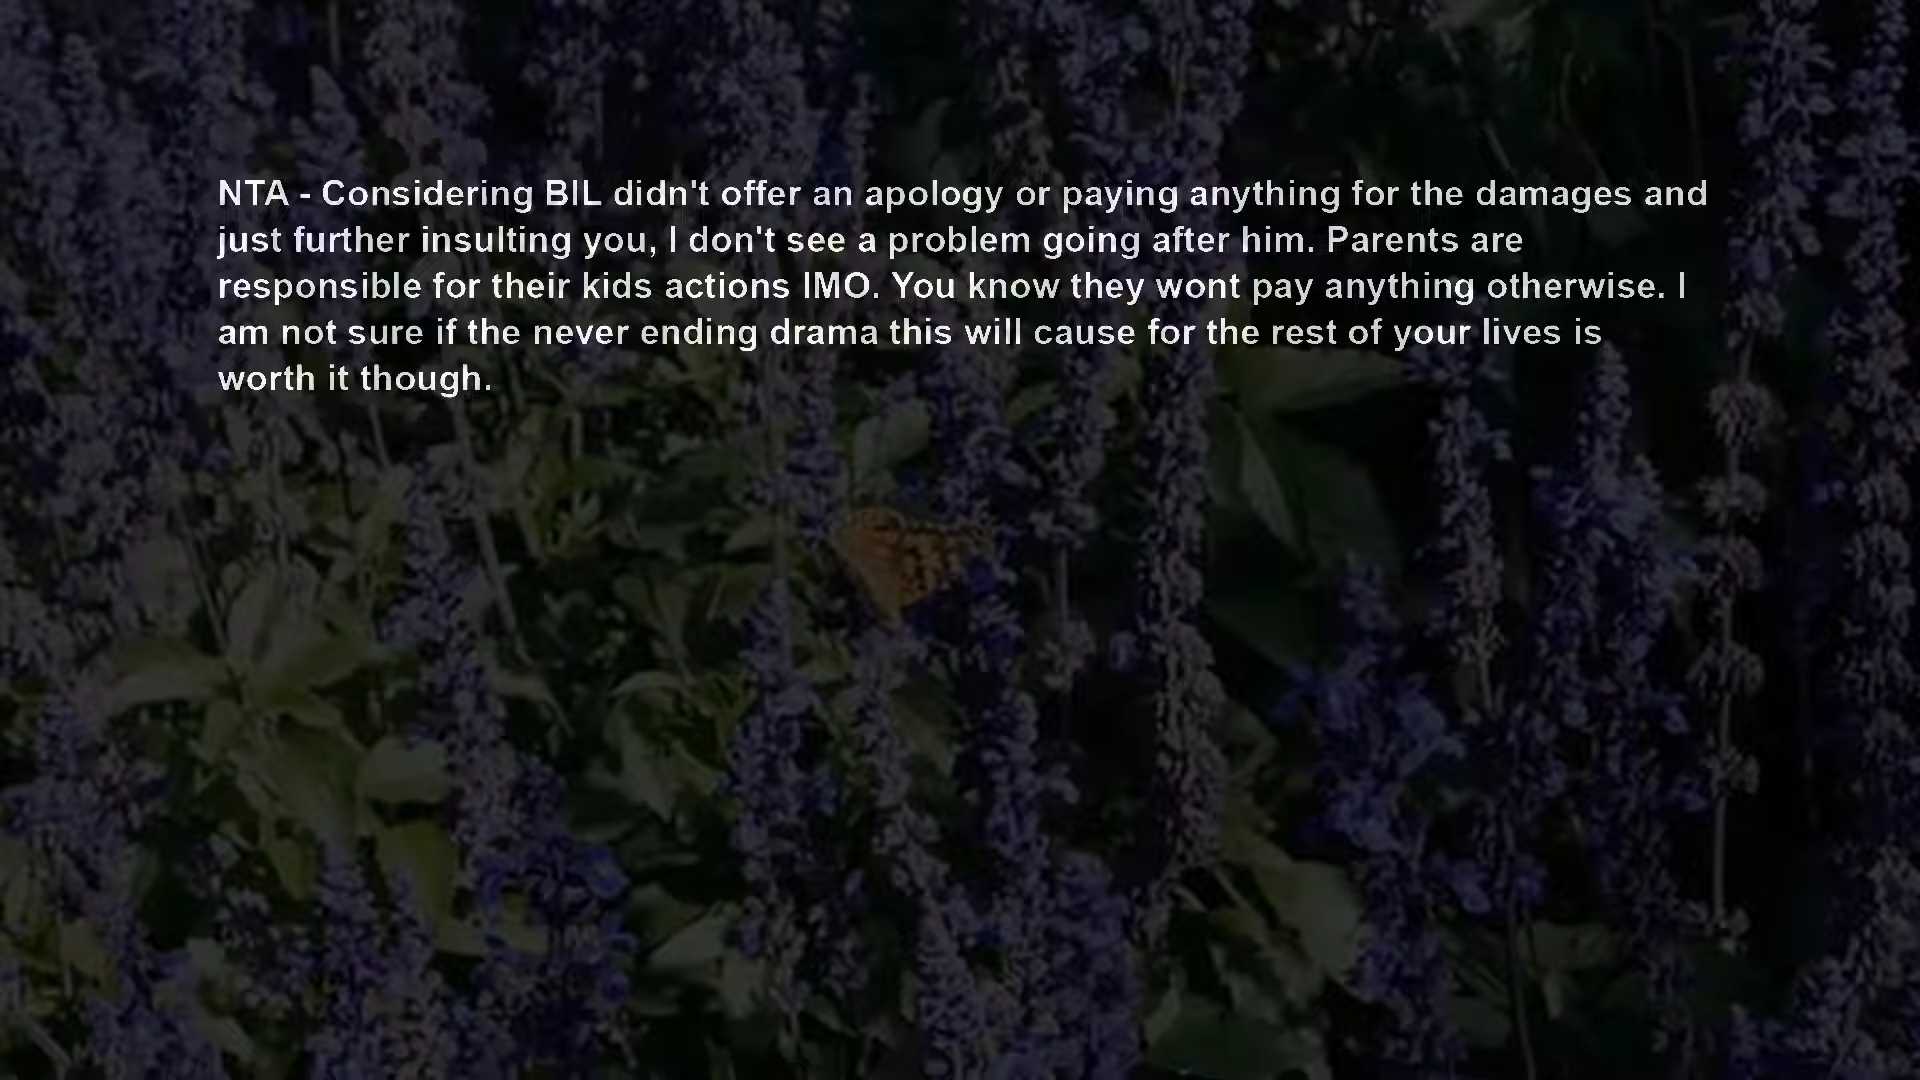 NTA - Considering BIL didn't offer an apology or paying anything for the damages and
just further insulting you, I don't see a problem going after him. Parents are
responsible for their kids actions IMO. You know they wont pay anything otherwise. I
am not sure if the never ending drama this will cause for the rest of your lives is
worth it though.